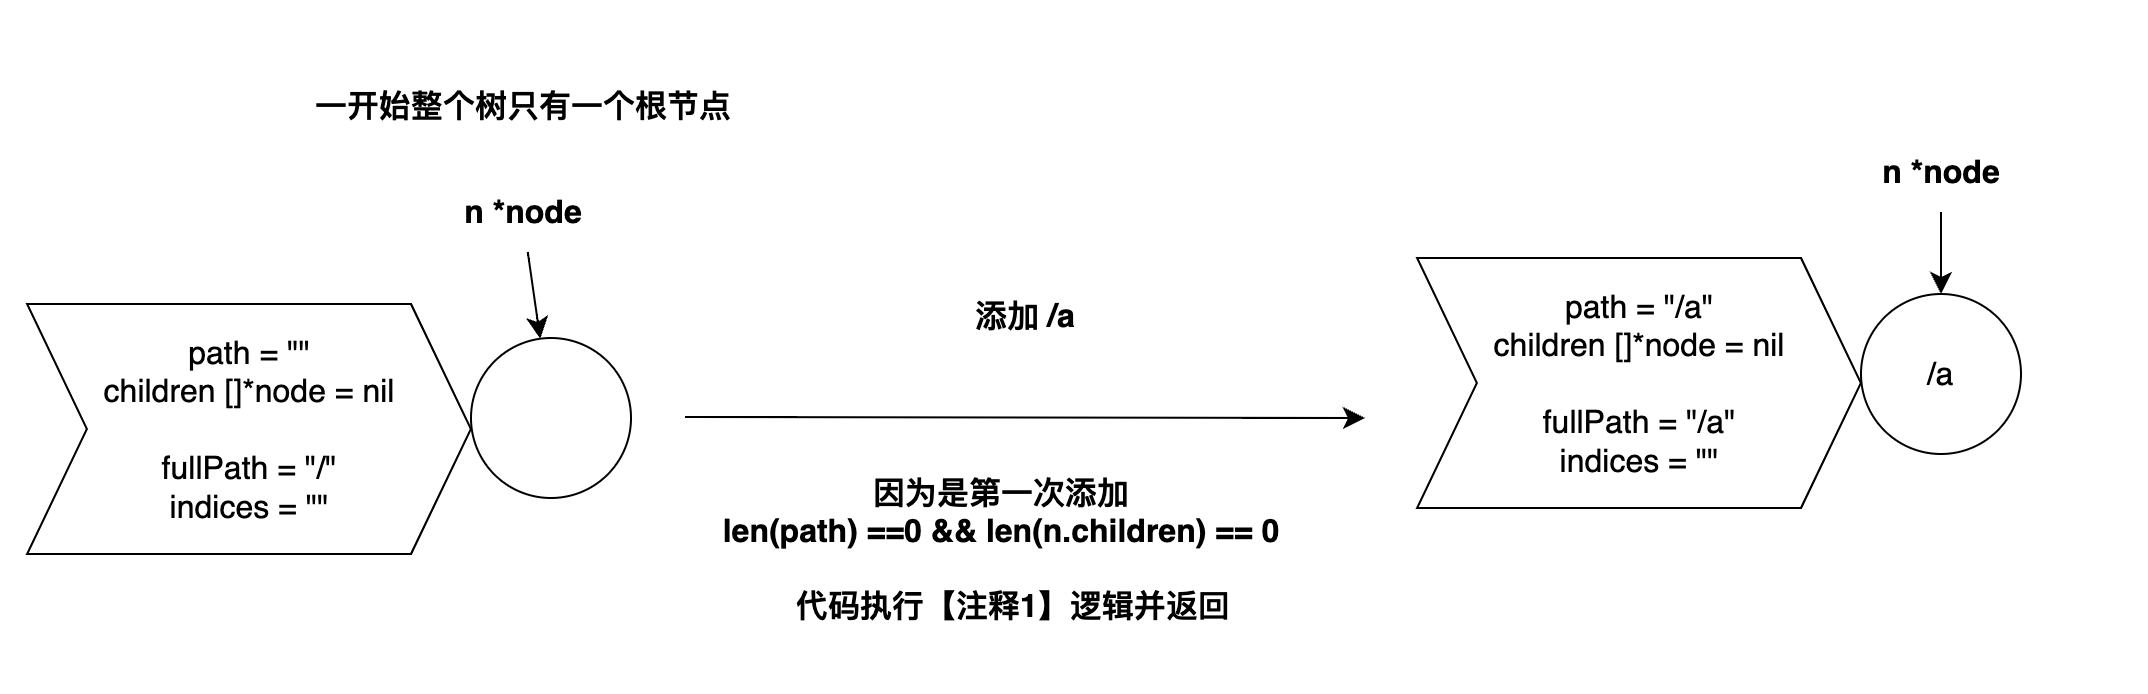 一开始整个树只有一个根节点
n *node
path = ""
children []*node = nil
fullPath = "/"
indices = ""
添加 /a
因为是第一次添加
len(path) ==0 && len(n.children) == 0
代码执行【注释1】逻辑并返回
n *node
path = "/a"
children []*node = nil
fullPath = "/a"
indices = ""
/a